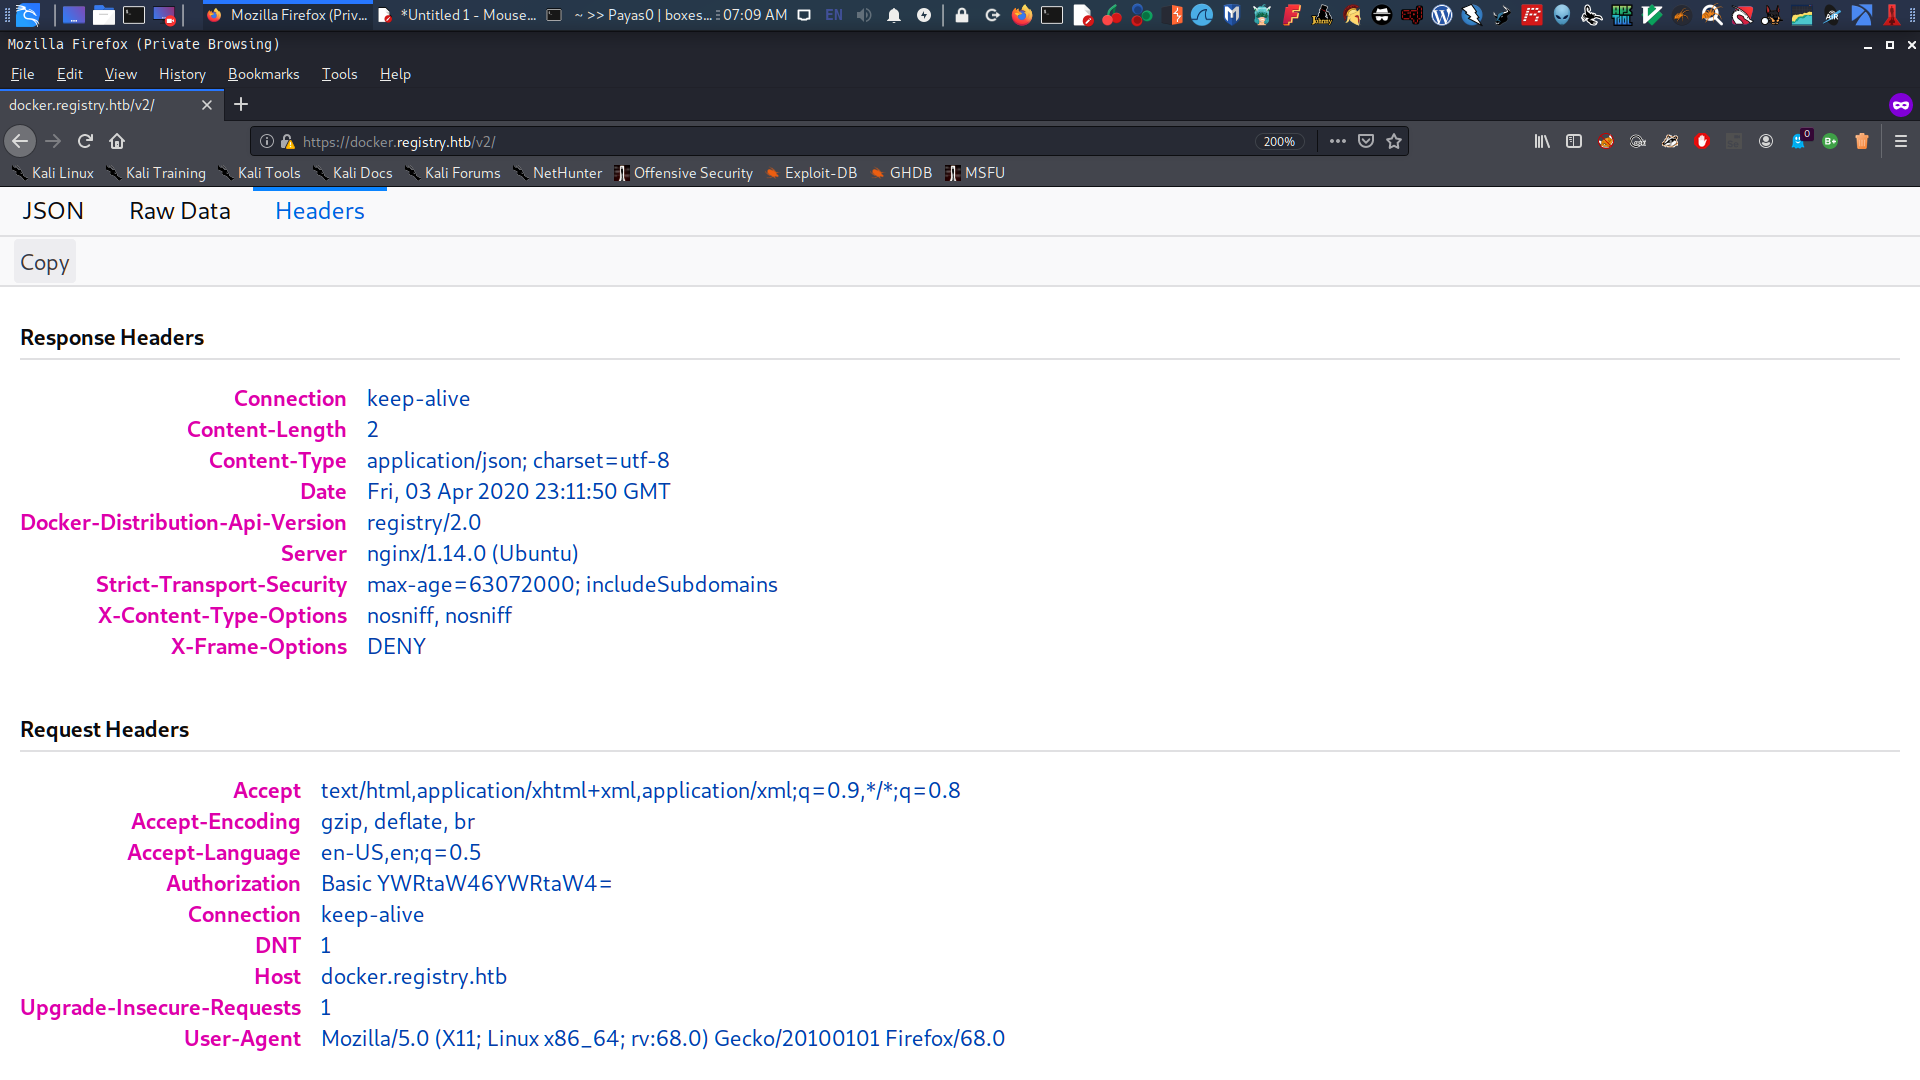 Mozilla Firefox (Priv... *Untitled 1 - Mouse... ~ >> Payas0 | boxes... 07:09 AM EN
Mozilla Firefox (Private Browsing)
File Edit View History Bookmarks Tools Help
docker.registry.htb/v2/
https://docker.registry.htb/v2/ 200% 0 B+
Kali Linux Kali Training Kali Tools Kali Docs Kali Forums NetHunter Offensive Security Exploit-DB GHDB MSFU
JSON Raw Data Headers
Copy
Response Headers
Connection keep-alive
Content-Length 2
Content-Type application/json; charset=utf-8
Date Fri, 03 Apr 2020 23:11:50 GMT
Docker-Distribution-Api-Version registry/2.0
Server nginx/1.14.0 (Ubuntu)
Strict-Transport-Security max-age=63072000; includeSubdomains
X-Content-Type-Options nosniff, nosniff
X-Frame-Options DENY
Request Headers
Accept text/html,application/xhtml+xml,application/xml;q=0.9,*/*;q=0.8
Accept-Encoding gzip, deflate, br
Accept-Language en-US,en;q=0.5
Authorization Basic YWRtaW46YWRtaW4=
Connection keep-alive
DNT 1
Host docker.registry.htb
Upgrade-Insecure-Requests 1
User-Agent Mozilla/5.0 (X11; Linux x86_64; rv:68.0) Gecko/20100101 Firefox/68.0